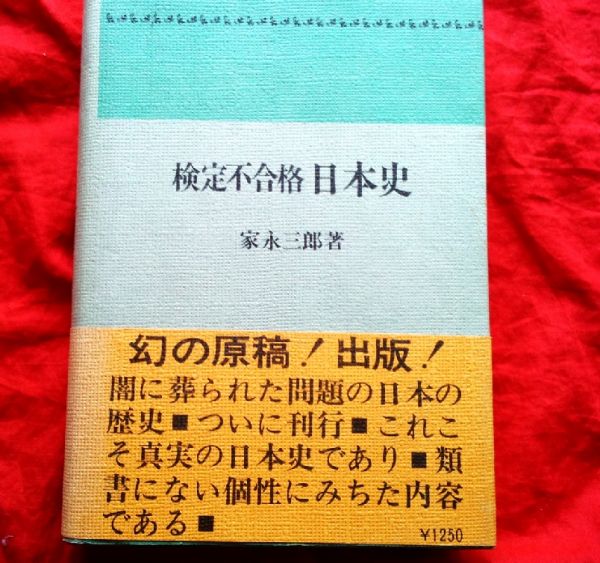 検定不合格日本史
家永三郎著
幻の原稿!出版!
闇に葬られた問題の日本の
歴史■ついに刊行■これこ
そ真実の日本史であり■類
書にない個性にみちた内容
である■
¥1250